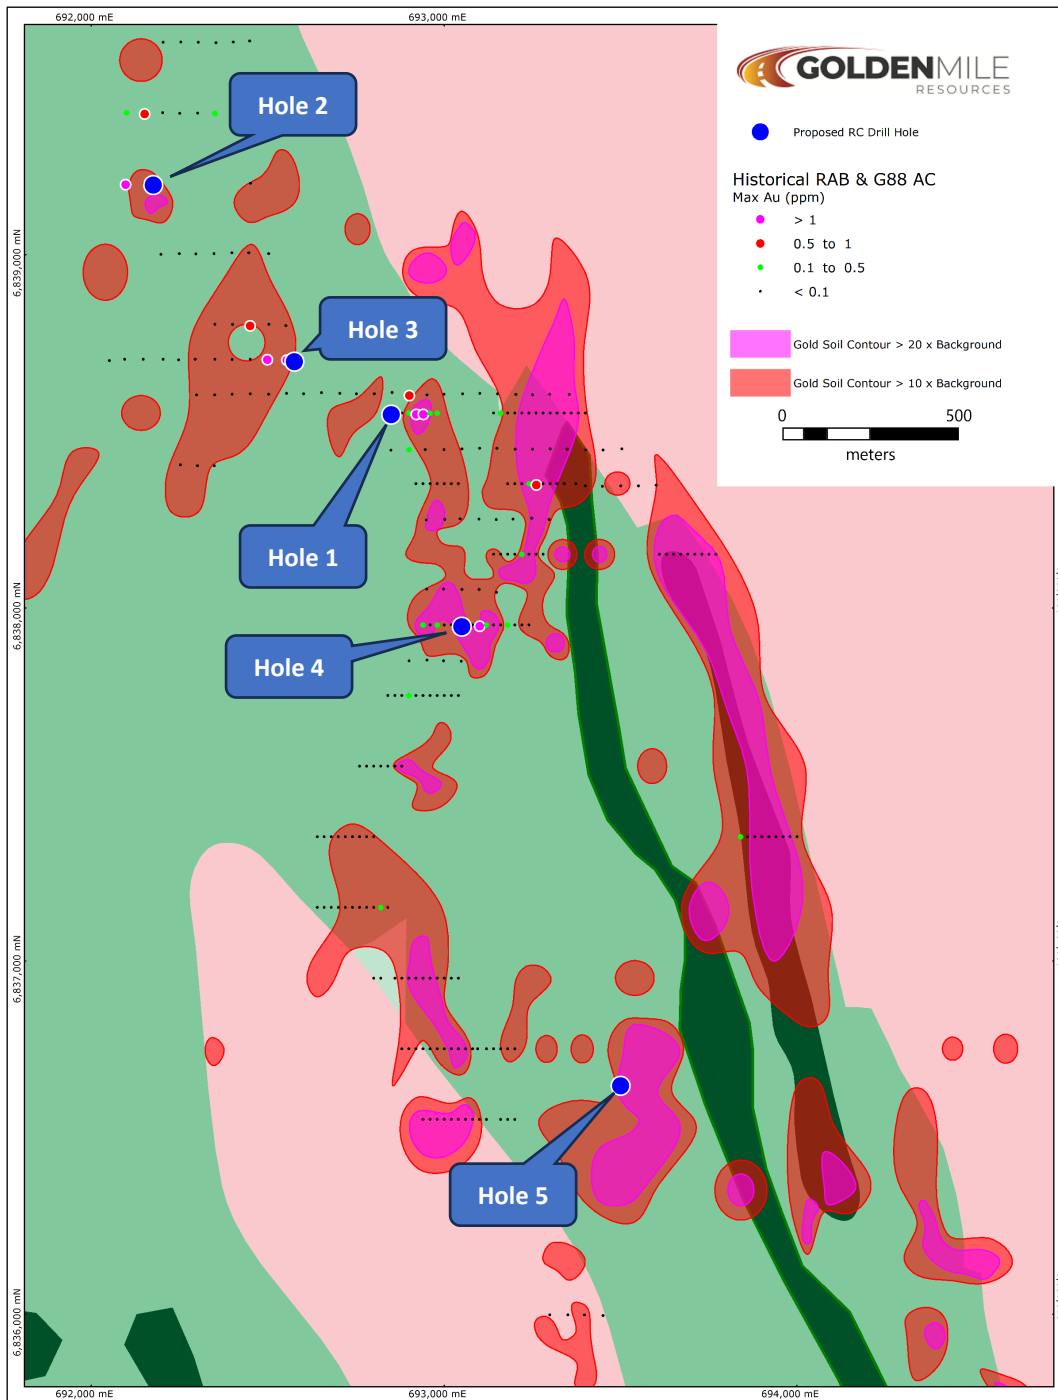 692,000 mE
693,000 mE
GOLDENMILE
RESOURCES
Proposed RC Drill Hole
Historical RAB & G88 AC
Max Au (ppm)
> 1
0.5 to 1
0.1 to 0.5
< 0.1
Gold Soil Contour > 20 x Background
Gold Soil Contour > 10 x Background
0
500
meters
Hole 2
Hole 3
Hole 1
Hole 4
Hole 5
6,839,000 mN
6,838,000 mN
6,837,000 mN
6,836,000 mN
692,000 mE
693,000 mE
694,000 mE